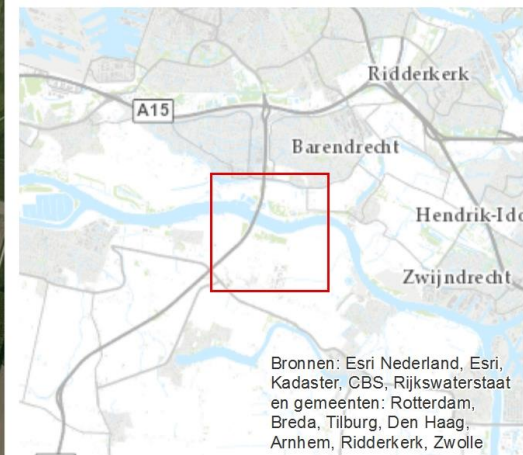 Ridderkerk
A15
Barendrecht
Hendrik-Ido
Zwijndrecht
Bronnen: Esri Nederland, Esri,
Kadaster, CBS, Rijkswaterstaat
en gemeenten: Rotterdam,
Breda, Tilburg, Den Haag,
Arnhem, Ridderkerk, Zwolle